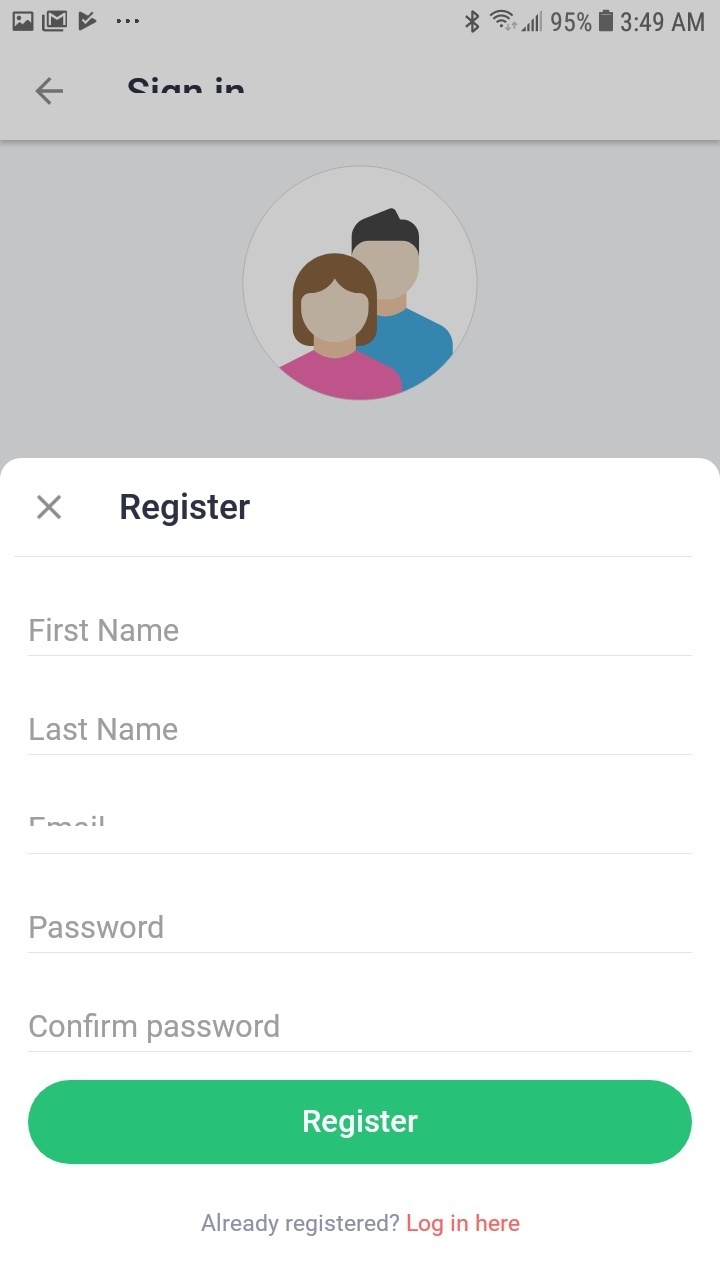 95% 3:49 AM
Sign in
Register
First Name
Last Name
Email
Password
Confirm password
Register
Already registered? Log in here